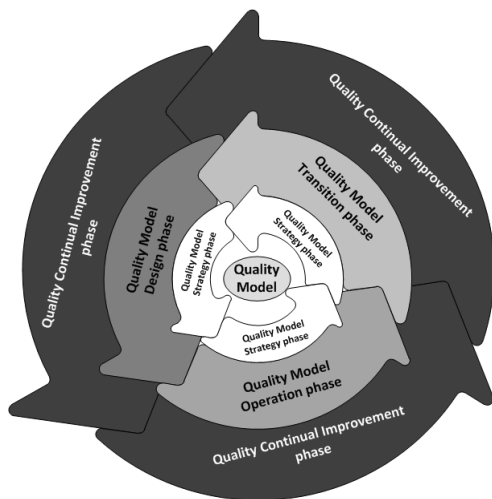 Quality Continual Improvement
phase
Quality Continual Improvement
phase
Quality Model
Transition phase
Quality Model
Design phase
Quality Model
Strategy phase
Quality Model
Strategy phase
Quality
Model
Quality Model
Strategy phase
Quality Model
Operation phase
Quality Continual Improvement
phase